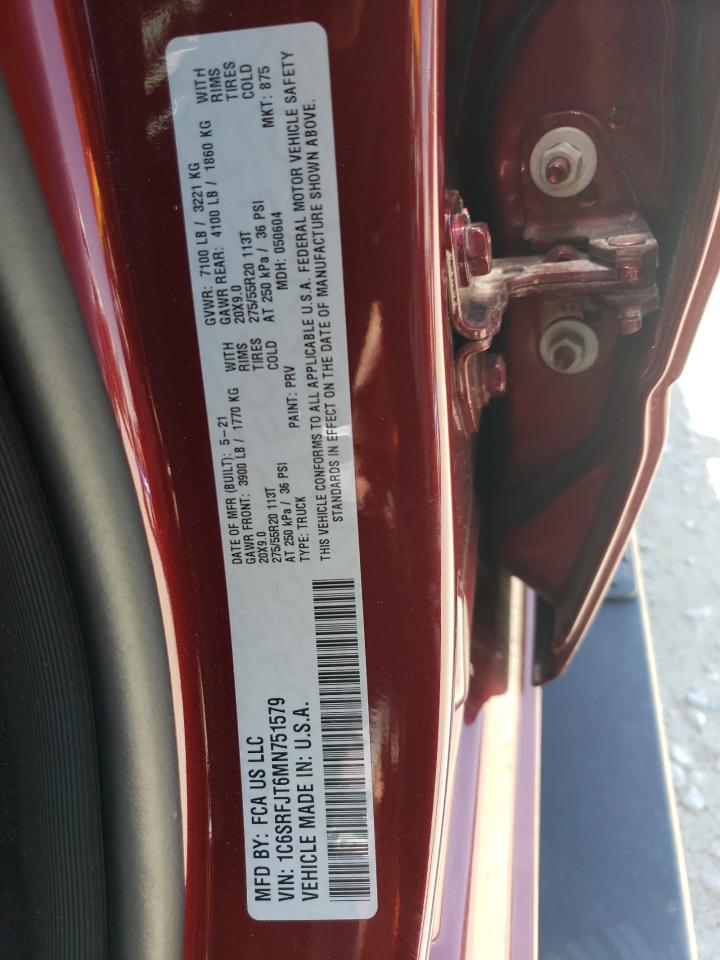 MFD BY: FCA US LLC
VIN: 1C6SRFJT6MN751579
VEHICLE MADE IN: U.S.A.
DATE OF MFR (BUILT): 5-21 GVWR: 7100 LB / 3221 KG
GAWR FRONT: 3900 LB / 1770 KG WITH GAWR REAR: 4100 LB / 1860 KG WITH
20X9.0 RIMS 20X9.0 RIMS
275/55R20 113T TIRES 275/55R20 113T TIRES
AT 250 kPa / 36 PSI COLD AT 250 kPa / 36 PSI COLD
TYPE: TRUCK PAINT: PRV MDH: 050604 MKT: 875
THIS VEHICLE CONFORMS TO ALL APPLICABLE U.S.A. FEDERAL MOTOR VEHICLE SAFETY
STANDARDS IN EFFECT ON THE DATE OF MANUFACTURE SHOWN ABOVE.